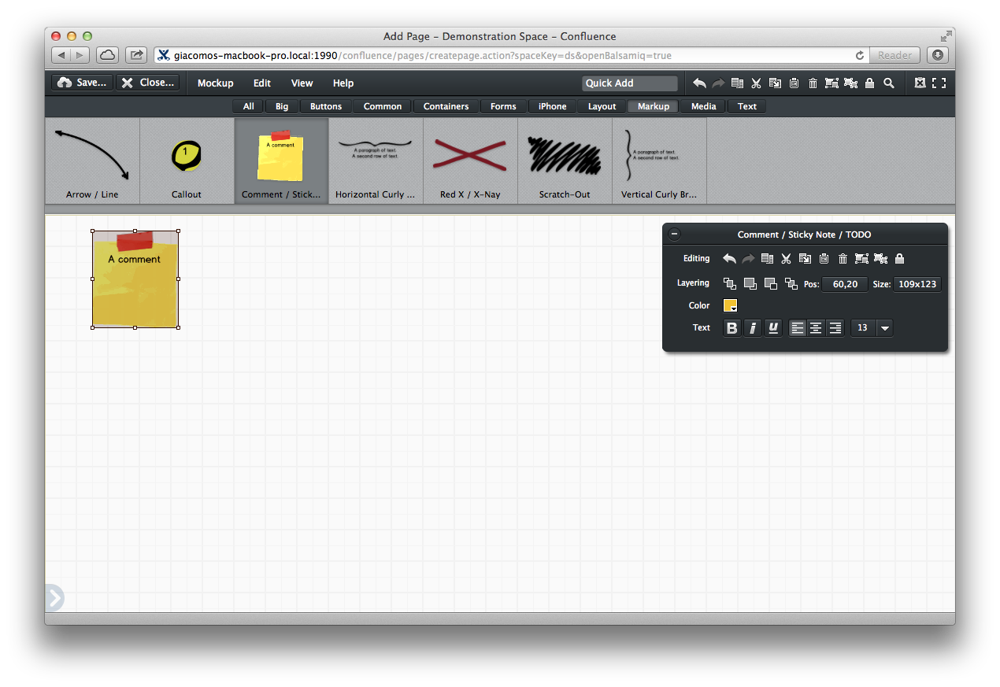 Add Page – Demonstration Space – Confluence
giacomos-macbook-pro.local:1990/confluence/pages/createpage.action?spaceKey=ds&openBalsamiq=true
Reader
Save... Close... Mockup Edit View Help Quick Add
All Big Buttons Common Containers Forms iPhone Layout Markup Media Text
1
A comment
A paragraph of text.
A second row of text.
A paragraph of text.
A second row of text.
Arrow / Line Callout Comment / Stick... Horizontal Curly ... Red X / X-Nay Scratch-Out Vertical Curly Br...
A comment
Comment / Sticky Note / TODO
Editing
Layering Pos: 60,20 Size: 109x123
Color
Text B i U 13